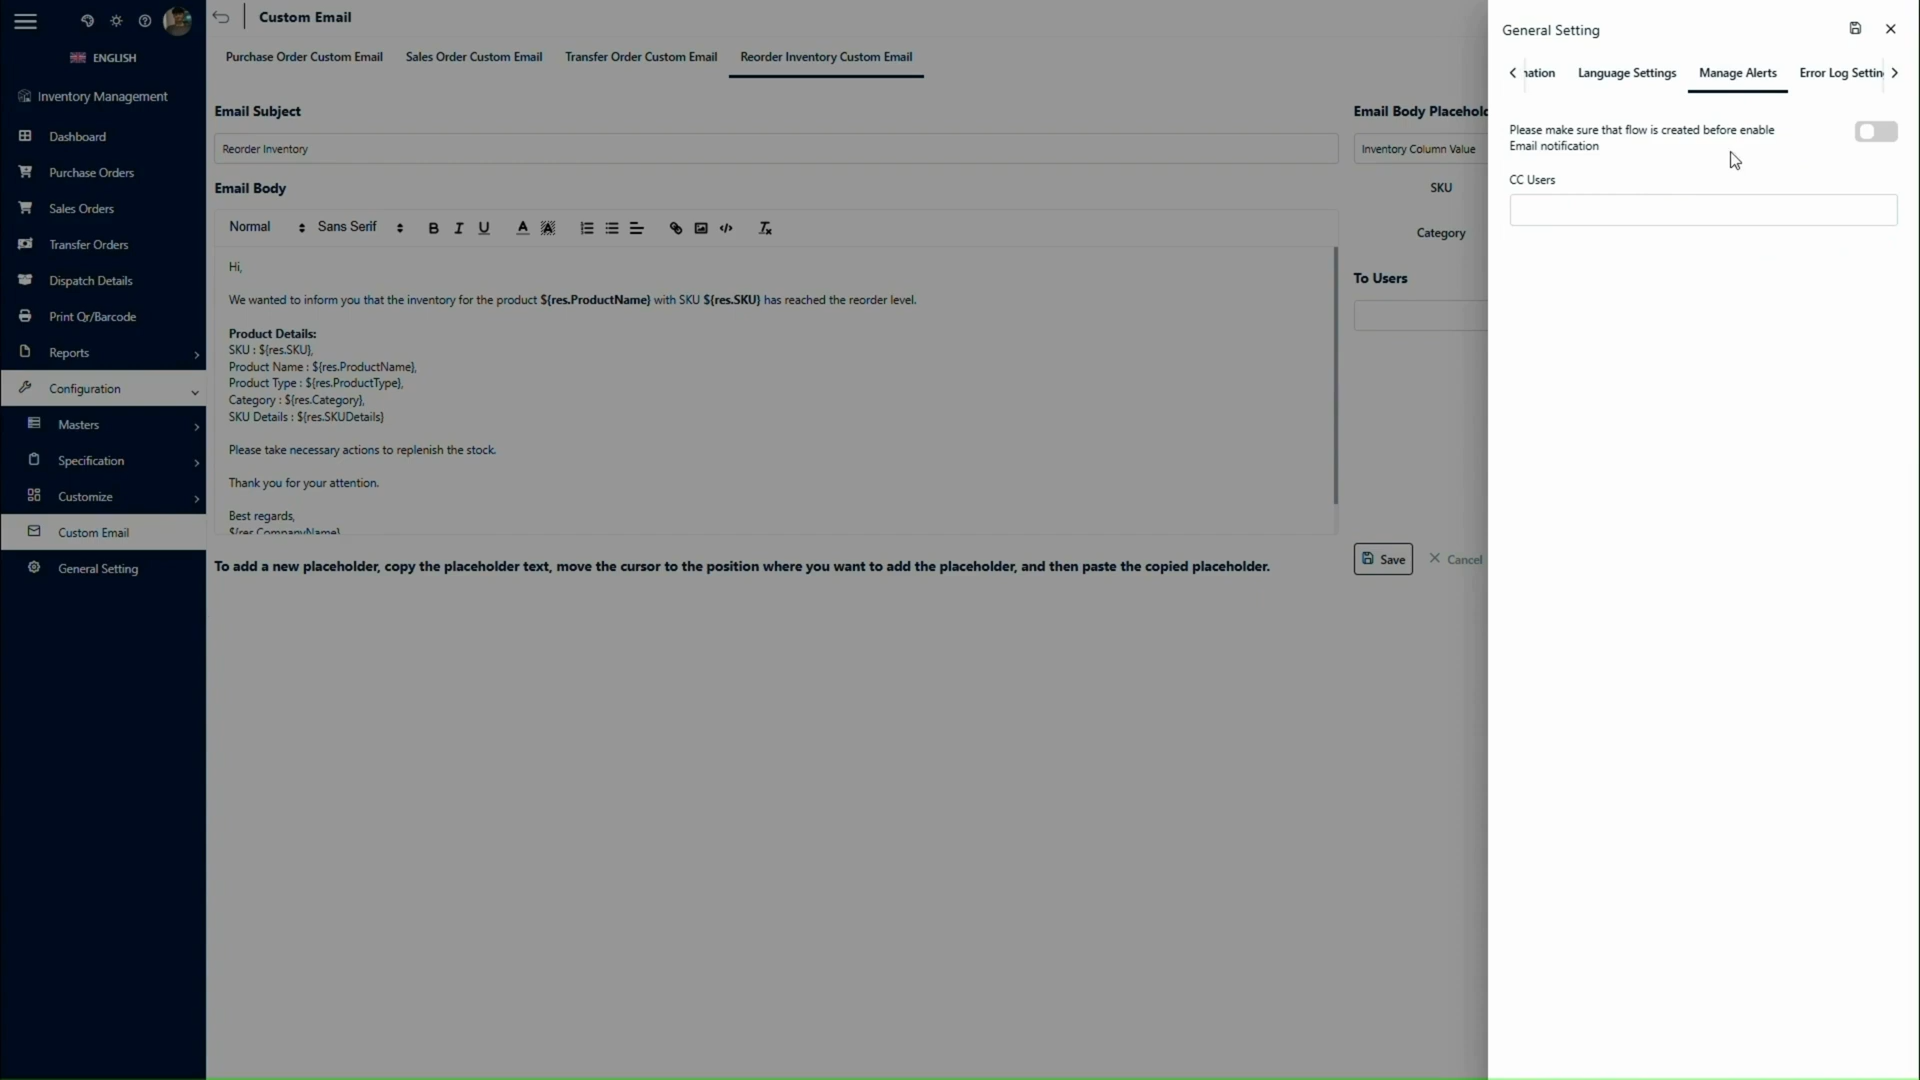 ENGLISH
Inventory Management
Dashboard
Purchase Orders
Sales Orders
Transfer Orders
Dispatch Details
Print Qr/Barcode
Reports
Configuration
Masters
Specification
Customize
Custom Email
General Setting
Custom Email
Purchase Order Custom Email Sales Order Custom Email Transfer Order Custom Email Reorder Inventory Custom Email
Email Subject
Reorder Inventory
Email Body
Normal Sans Serif
Hi,
We wanted to inform you that the inventory for the product ${res.ProductName} with SKU ${res.SKU} has reached the reorder level.
Product Details:
SKU : ${res.SKU},
Product Name : ${res.ProductName},
Product Type : ${res.ProductType},
Category : ${res.Category},
SKU Details : ${res.SKUDetails}
Please take necessary actions to replenish the stock.
Thank you for your attention.
Best regards,
${res.CompanyName}
To add a new placeholder, copy the placeholder text, move the cursor to the position where you want to add the placeholder, and then paste the copied placeholder.
Email Body
Inventory Column Value
SKU
Category
To Users
Save Cancel
General Setting
Language Settings Manage Alerts Error Log
Please make sure that flow is created before enable
Email notification
CC Users